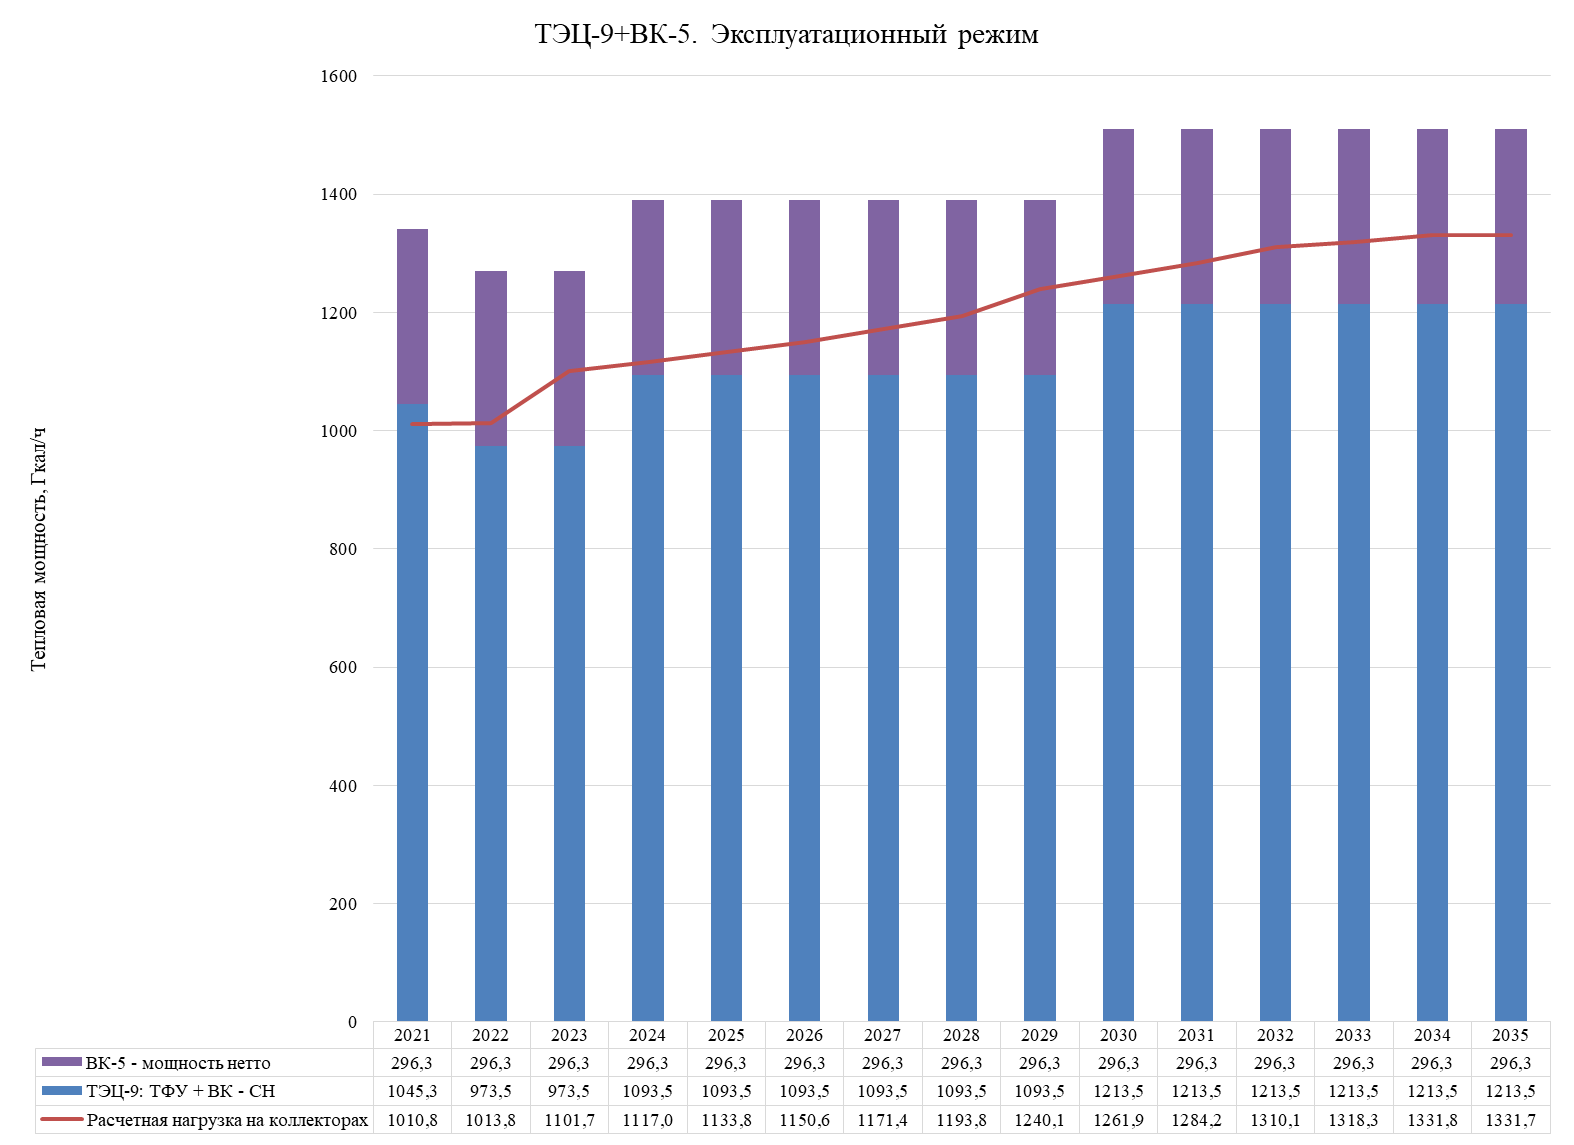 ТЭЦ-9+ВК-5. Эксплуатационный режим
Тепловая мощность, Гкал/ч
1600
1400
1200
1000
800
600
400
200
0
2021 2022 2023 2024 2025 2026 2027 2028 2029 2030 2031 2032 2033 2034 2035
ВК-5 - мощность нетто 296,3 296,3 296,3 296,3 296,3 296,3 296,3 296,3 296,3 296,3 296,3 296,3 296,3 296,3 296,3
ТЭЦ-9: ТФУ + ВК - СН 1045,3 973,5 973,5 1093,5 1093,5 1093,5 1093,5 1093,5 1093,5 1213,5 1213,5 1213,5 1213,5 1213,5 1213,5
Расчетная нагрузка на коллекторах 1010,8 1013,8 1101,7 1117,0 1133,8 1150,6 1171,4 1193,8 1240,1 1261,9 1284,2 1310,1 1318,3 1331,8 1331,7